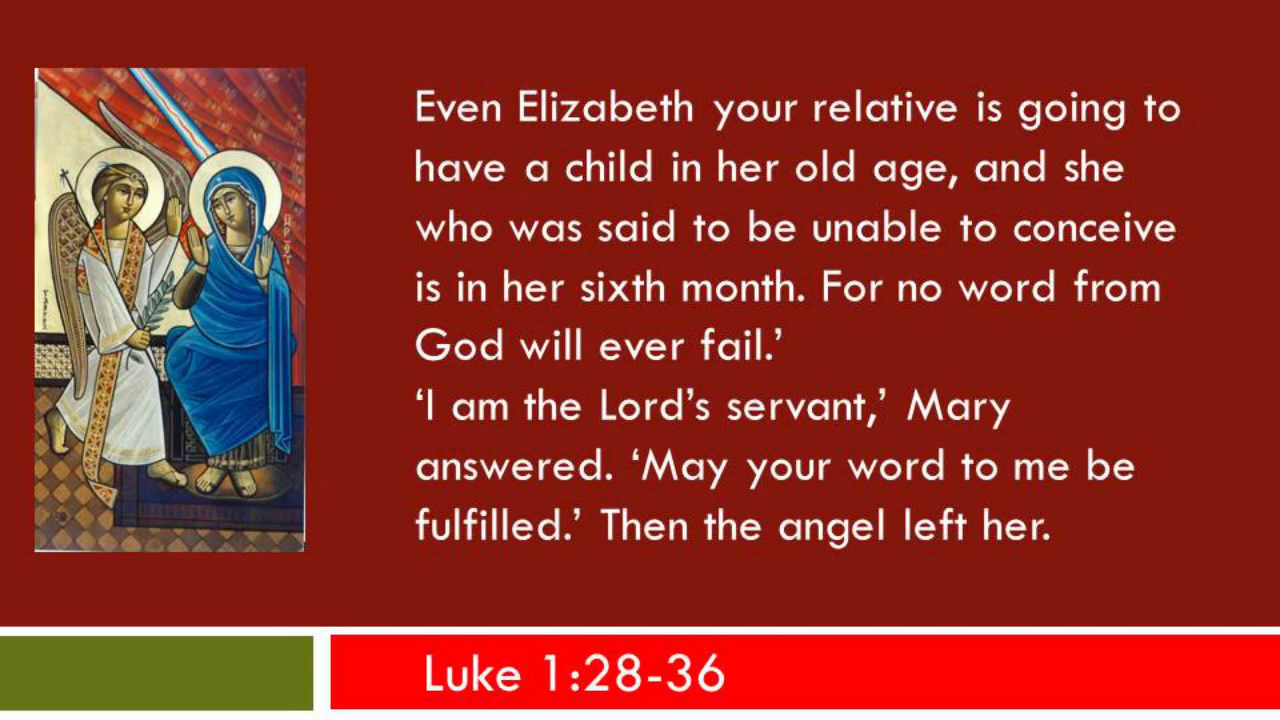 Even Elizabeth your relative is going to
have a child in her old age, and she
who was said to be unable to conceive
is in her sixth month. For no word from
God will ever fail.’
‘I am the Lord’s servant,’ Mary
answered. ‘May your word to me be
fulfilled.’ Then the angel left her.
Luke 1:28-36